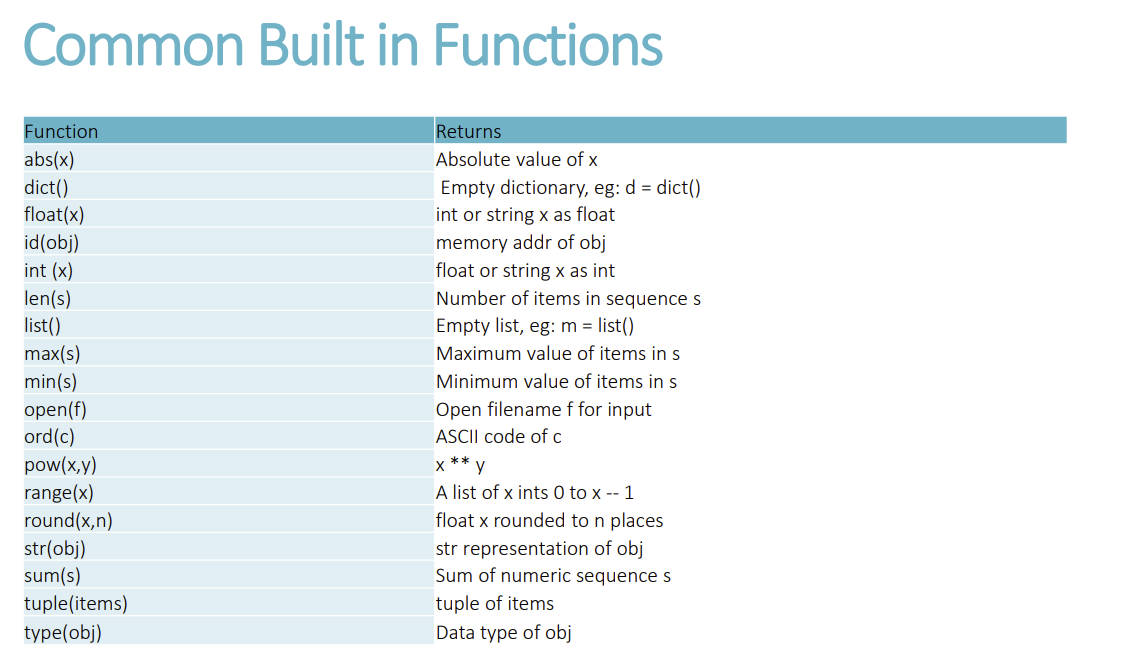 Common Built in Functions
Function Returns
abs(x) Absolute value of x
dict() Empty dictionary, eg: d = dict()
float(x) int or string x as float
id(obj) memory addr of obj
int (x) float or string x as int
len(s) Number of items in sequence s
list() Empty list, eg: m = list()
max(s) Maximum value of items in s
min(s) Minimum value of items in s
open(f) Open filename f for input
ord(c) ASCII code of c
pow(x,y) x ** y
range(x) A list of x ints 0 to x -- 1
round(x,n) float x rounded to n places
str(obj) str representation of obj
sum(s) Sum of numeric sequence s
tuple(items) tuple of items
type(obj) Data type of obj